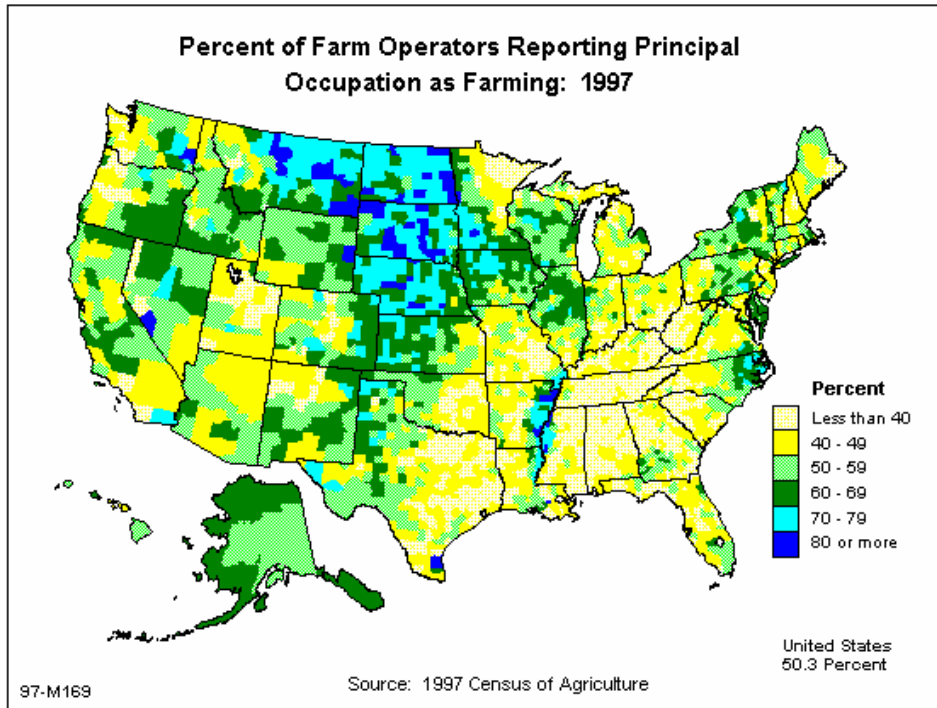 Percent of Farm Operators Reporting Principal
Occupation as Farming:  1997
Percent
Less than 40
40 - 49
50 - 59
60 - 69
70 - 79
80 or more
United States
50.3 Percent
97-M169
Source:  1997 Census of Agriculture